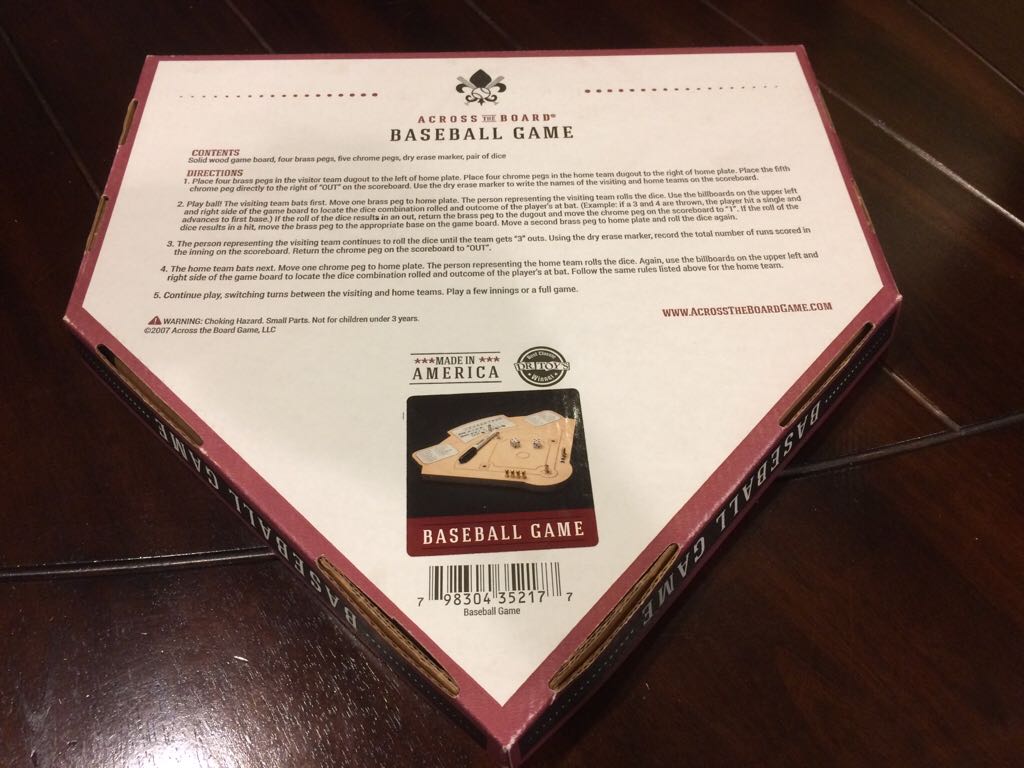 ACROSS THE BOARD®
BASEBALL GAME
CONTENTS
Solid wood game board, four brass pegs, five chrome pegs, dry erase marker, pair of dice
DIRECTIONS
1. Place four brass pegs in the visitor team dugout to the left of home plate. Place four chrome pegs in the home team dugout to the right of home plate. Place the fifth
chrome peg directly to the right of "OUT" on the scoreboard. Use the dry erase marker to write the names of the visiting and home teams on the scoreboard.
2. Play ball! The visiting team bats first. Move one brass peg to home plate. The person representing the visiting team rolls the dice. Use the billboards on the upper left
and right side of the game board to locate the dice combination rolled and outcome of the player's at bat. (Example: if a 3 and 4 are thrown, the player hit a single and
advances to first base.) If the roll of the dice results in an out, return the brass peg to the dugout and move the chrome peg on the scoreboard to "1". If the roll of the
dice results in a hit, move the brass peg to the appropriate base on the game board. Move a second brass peg to home plate and roll the dice again.
3. The person representing the visiting team continues to roll the dice until the team gets "3" outs. Using the dry erase marker, record the total number of runs scored in
the inning on the scoreboard. Return the chrome peg on the scoreboard to "OUT".
4. The home team bats next. Move one chrome peg to home plate. The person representing the home team rolls the dice. Again, use the billboards on the upper left and
right side of the game board to locate the dice combination rolled and outcome of the player's at bat. Follow the same rules listed above for the home team.
5. Continue play, switching turns between the visiting and home teams. Play a few innings or a full game.
WARNING: Choking Hazard. Small Parts. Not for children under 3 years.
©2007 Across the Board Game, LLC
WWW.ACROSSTHEBOARDGAME.COM
MADE IN
AMERICA
Best Classic
DR.TOY'S
Winner
BASEBALL GAME
7 98304 35217 7
Baseball Game
BASEBALL GAME
BASEBALL GAME
B